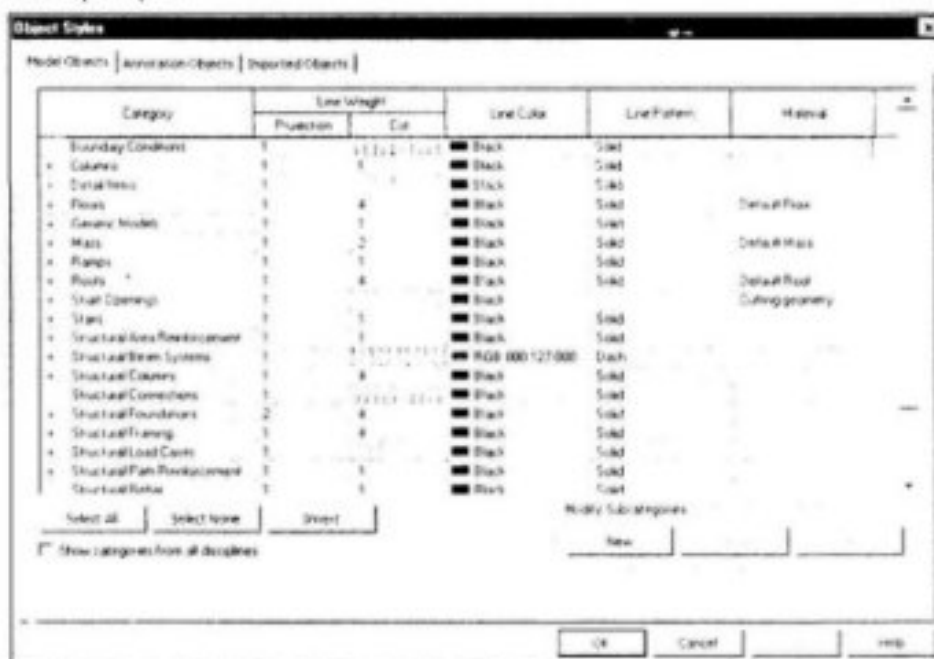 Object Styles
Model Objects Annotation Objects Imported Objects
Category Line Weight Line Color Line Pattern Material
Projection Cut
Boundary Conditions 1 Black Solid
Columns 1 1 Black Solid
Detail Items 1 Black Solid
Floors 1 4 Black Solid Default Floor
Generic Models 1 1 Black Solid
Mass 1 2 Black Solid Default Mass
Ramps 1 1 Black Solid
Roofs 1 4 Black Solid Default Roof
Shaft Openings 1 Black Cutting geometry
Stairs 1 1 Black Solid
Structural Area Reinforcement 1 1 Black Solid
Structural Beam Systems 1 RGB 000-127-000 Dash
Structural Columns 1 4 Black Solid
Structural Connections 1 Black Solid
Structural Foundations 2 4 Black Solid
Structural Framing 1 4 Black Solid
Structural Load Cases 1 Black Solid
Structural Path Reinforcement 1 1 Black Solid
Structural Rebar 1 1 Black Solid
Select All Select None Invert
Modify Subcategories
Show categories from all disciplines
New
OK Cancel Help